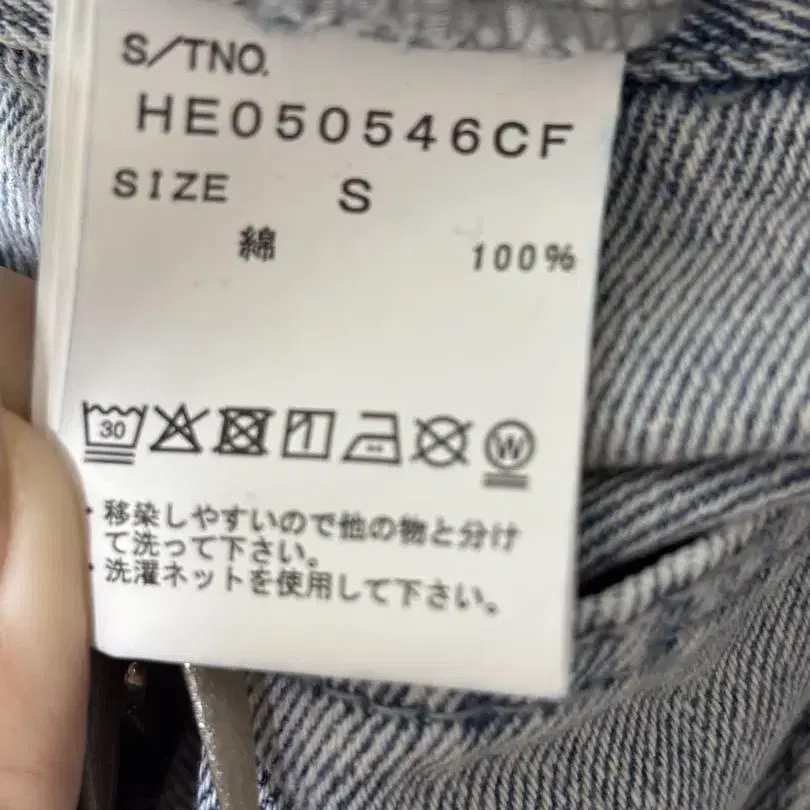 S/TNO.
HE050546CF
SIZE S
綿 100%
30 W
・移染しやすいので他の物と分け
て洗って下さい。
・洗濯ネットを使用して下さい。